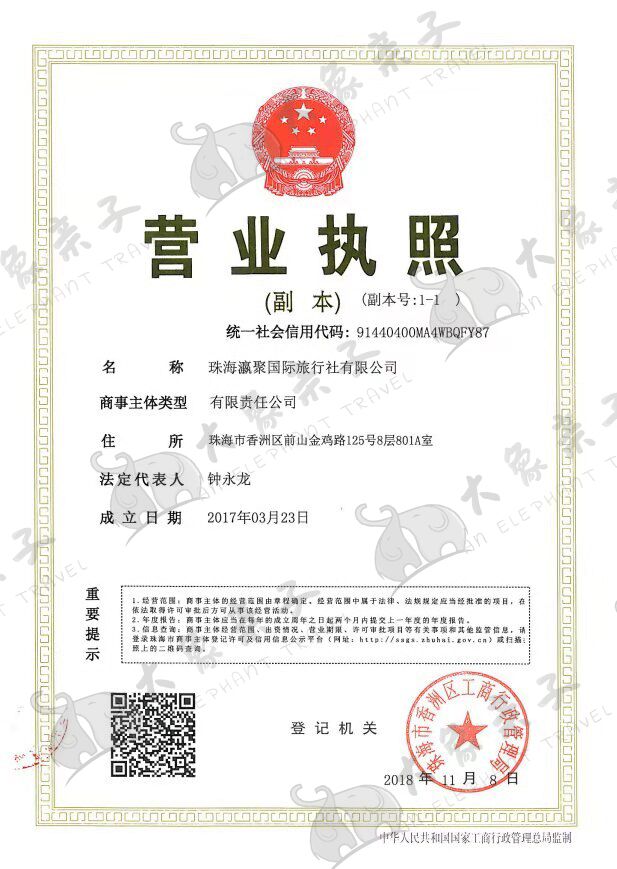 营业执照
(副 本) (副本号:1-1 )
统一社会信用代码: 91440400MA4WBQFY87
名 称 珠海瀛聚国际旅行社有限公司
商事主体类型 有限责任公司
住 所 珠海市香洲区前山金鸡路125号8层801A室
法定代表人 钟永龙
成立日期 2017年03月23日
重要提示
1.经营范围：商事主体的经营范围由章程确定。经营范围中属于法律、法规规定应当经批准的项目，在
依法取得许可审批后方可从事该经营活动。
2.年度报告：商事主体应当在每年的成立周年之日起两个月内提交上一年度的年度报告。
3.信息查询：商事主体经营范围、出资情况、营业期限、许可审批项目等有关事项和其他监管信息，请
登录珠海市商事主体登记许可及信用信息公示平台（网址：http://ssgs.zhuhai.gov.cn）或扫描
照上的二维码查询。
登记机关
珠海市香洲区工商行政管理局
2018 年 11 月 8 日
中华人民共和国国家工商行政管理总局监制
大象亲子
ELEPHANT TRAVEL
大象亲子
AN ELEPHANT TRAVEL
大象亲子
AN ELEPHANT TRAVEL